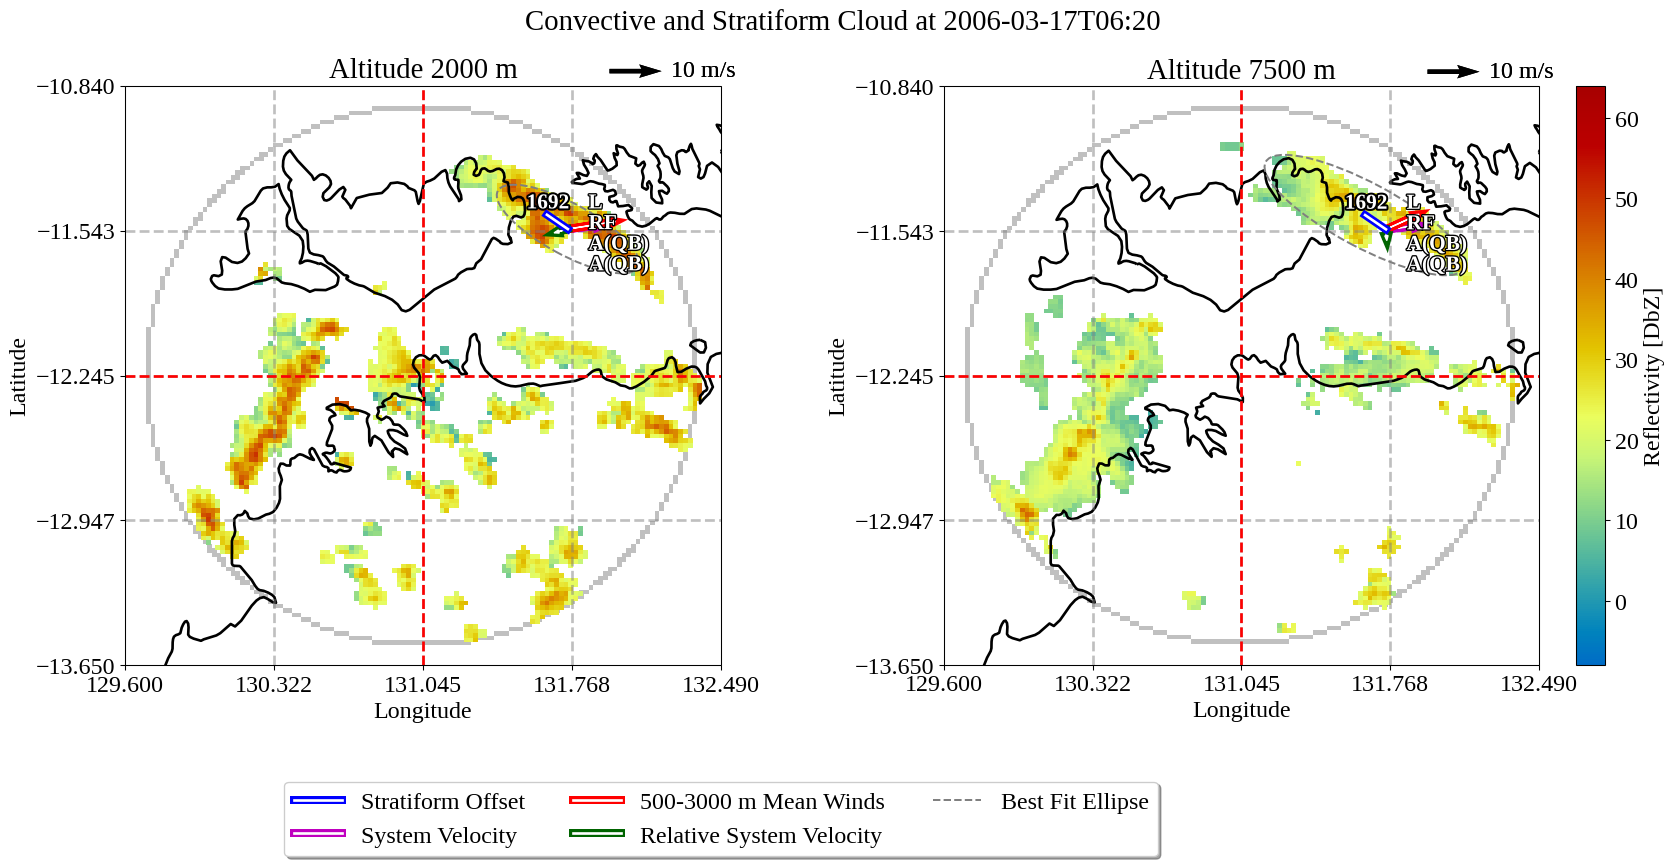 Convective and Stratiform Cloud at 2006-03-17T06:20
Altitude 2000 m
10 m/s
Altitude 7500 m
10 m/s
−10.840
−11.543
−12.245
−12.947
−13.650
Latitude
129.600
130.322
131.045
131.768
132.490
Longitude
1692
L
RF
A(QB)
A(QB)
−10.840
−11.543
−12.245
−12.947
−13.650
Latitude
129.600
130.322
131.045
131.768
132.490
Longitude
1692
L
RF
A(QB)
A(QB)
60
50
40
30
20
10
0
Reflectivity [DbZ]
Stratiform Offset
System Velocity
500-3000 m Mean Winds
Relative System Velocity
Best Fit Ellipse